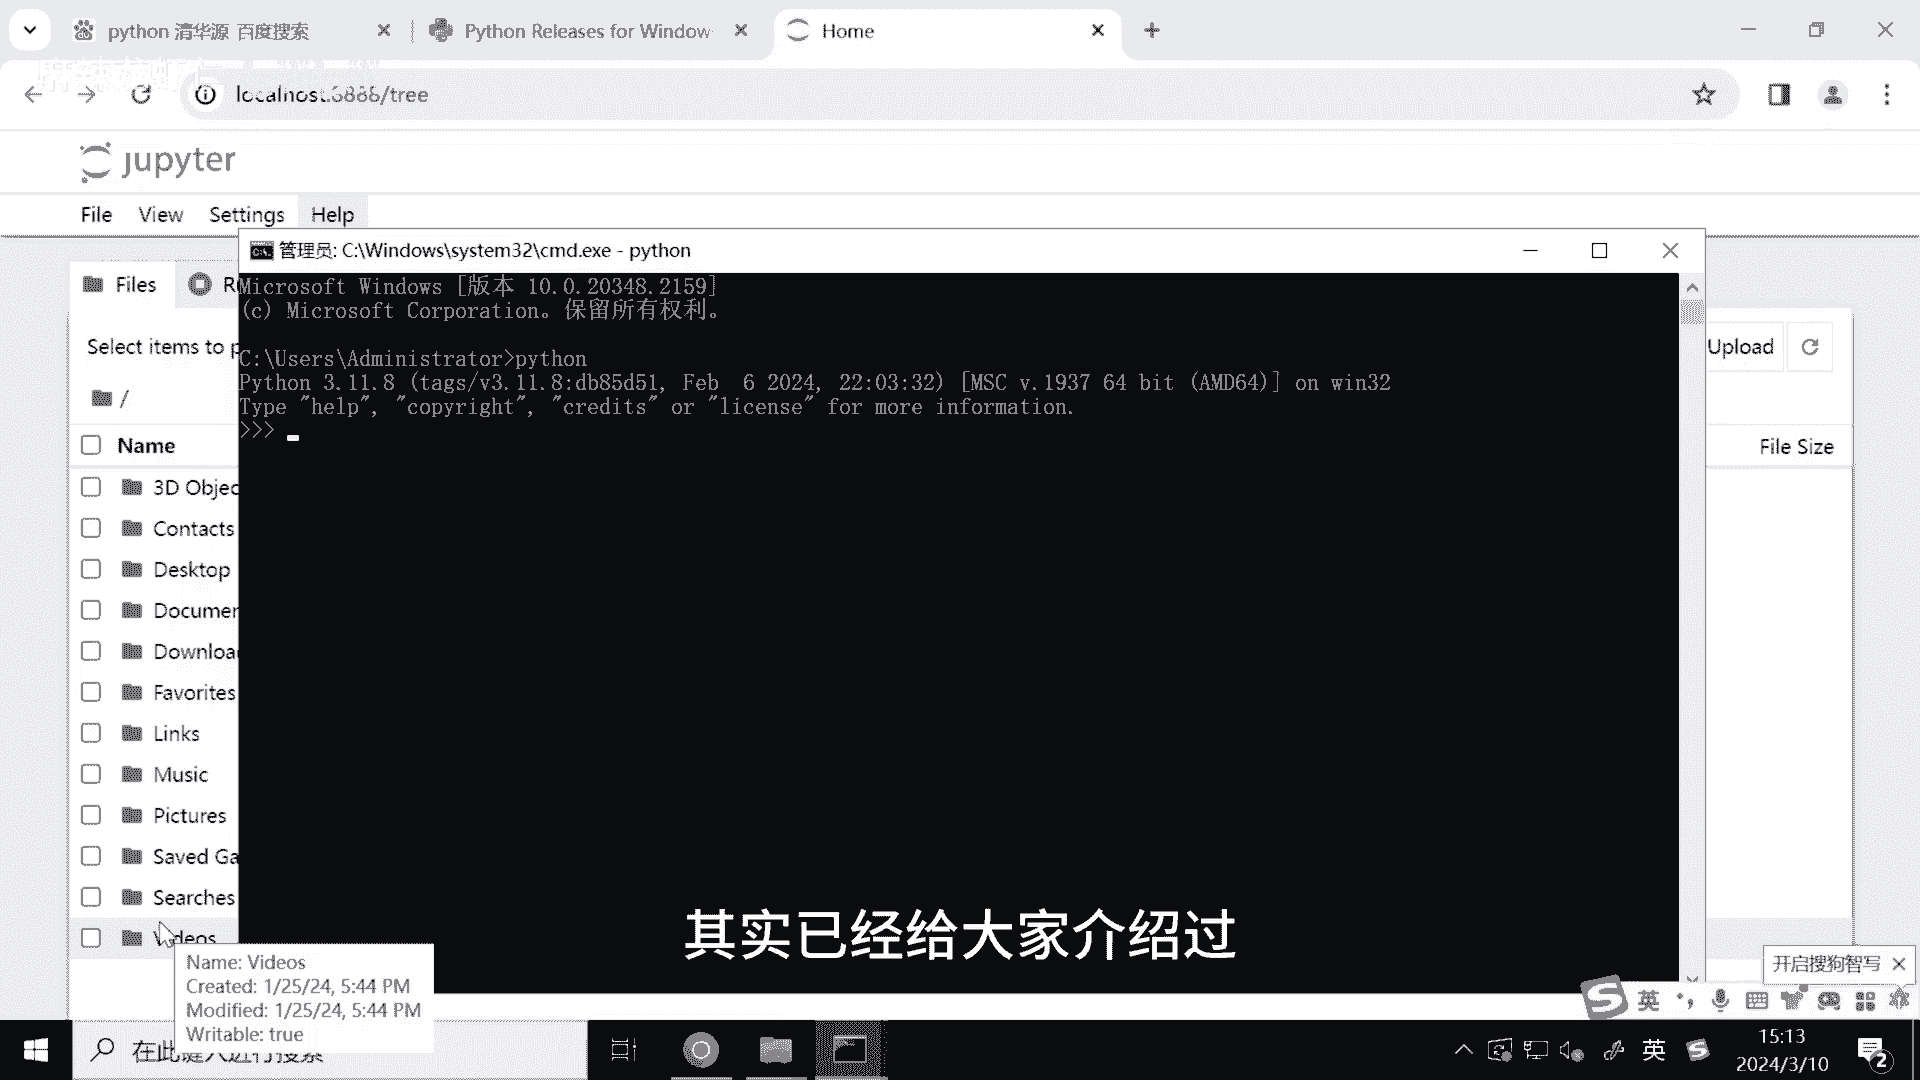 python 清华源_百度搜索
Python Releases for Window
Home
localhost:8888/tree
jupyter
File View Settings Help
管理员: C:\Windows\system32\cmd.exe - python
Files
Microsoft Windows [版本 10.0.20348.2159]
(c) Microsoft Corporation。保留所有权利。
Select items to p
Upload
C:\Users\Administrator>python
Python 3.11.8 (tags/v3.11.8:db85d51, Feb  6 2024, 22:03:32) [MSC v.1937 64 bit (AMD64)] on win32
/
Type "help", "copyright", "credits" or "license" for more information.
>>>
Name
File Size
3D Objec
Contacts
Desktop
Documen
Downloa
Favorites
Links
Music
Pictures
Saved Ga
Searches
Videos
其实已经给大家介绍过
Name: Videos
Created: 1/25/24, 5:44 PM
Modified: 1/25/24, 5:44 PM
Writable: true
开启搜狗智写
英
在此键入进行搜索
英
15:13
2024/3/10
2